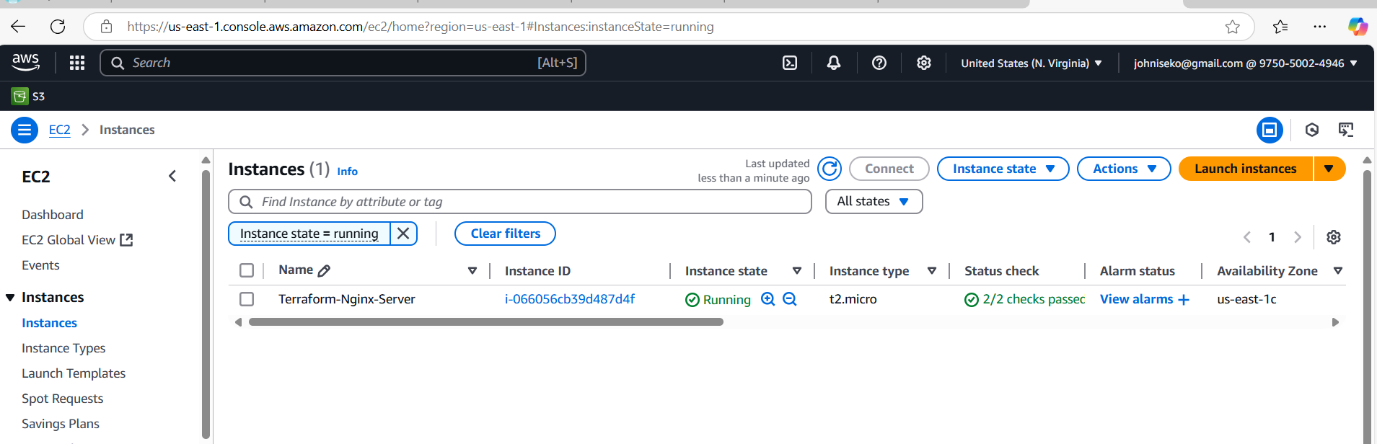 https://us-east-1.console.aws.amazon.com/ec2/home?region=us-east-1#Instances:instanceState=running
aws
Search
[Alt+S]
United States (N. Virginia)
johniseko@gmail.com @ 9750-5002-4946
S3
EC2 > Instances
EC2
Dashboard
EC2 Global View
Events
Instances
Instances
Instance Types
Launch Templates
Spot Requests
Savings Plans
Instances (1) Info
Last updated
less than a minute ago
Connect
Instance state
Actions
Launch instances
Find Instance by attribute or tag
All states
Instance state = running
Clear filters
1
Name Instance ID Instance state Instance type Status check Alarm status Availability Zone
Terraform-Nginx-Server i-066056cb39d487d4f Running t2.micro 2/2 checks passed View alarms + us-east-1c